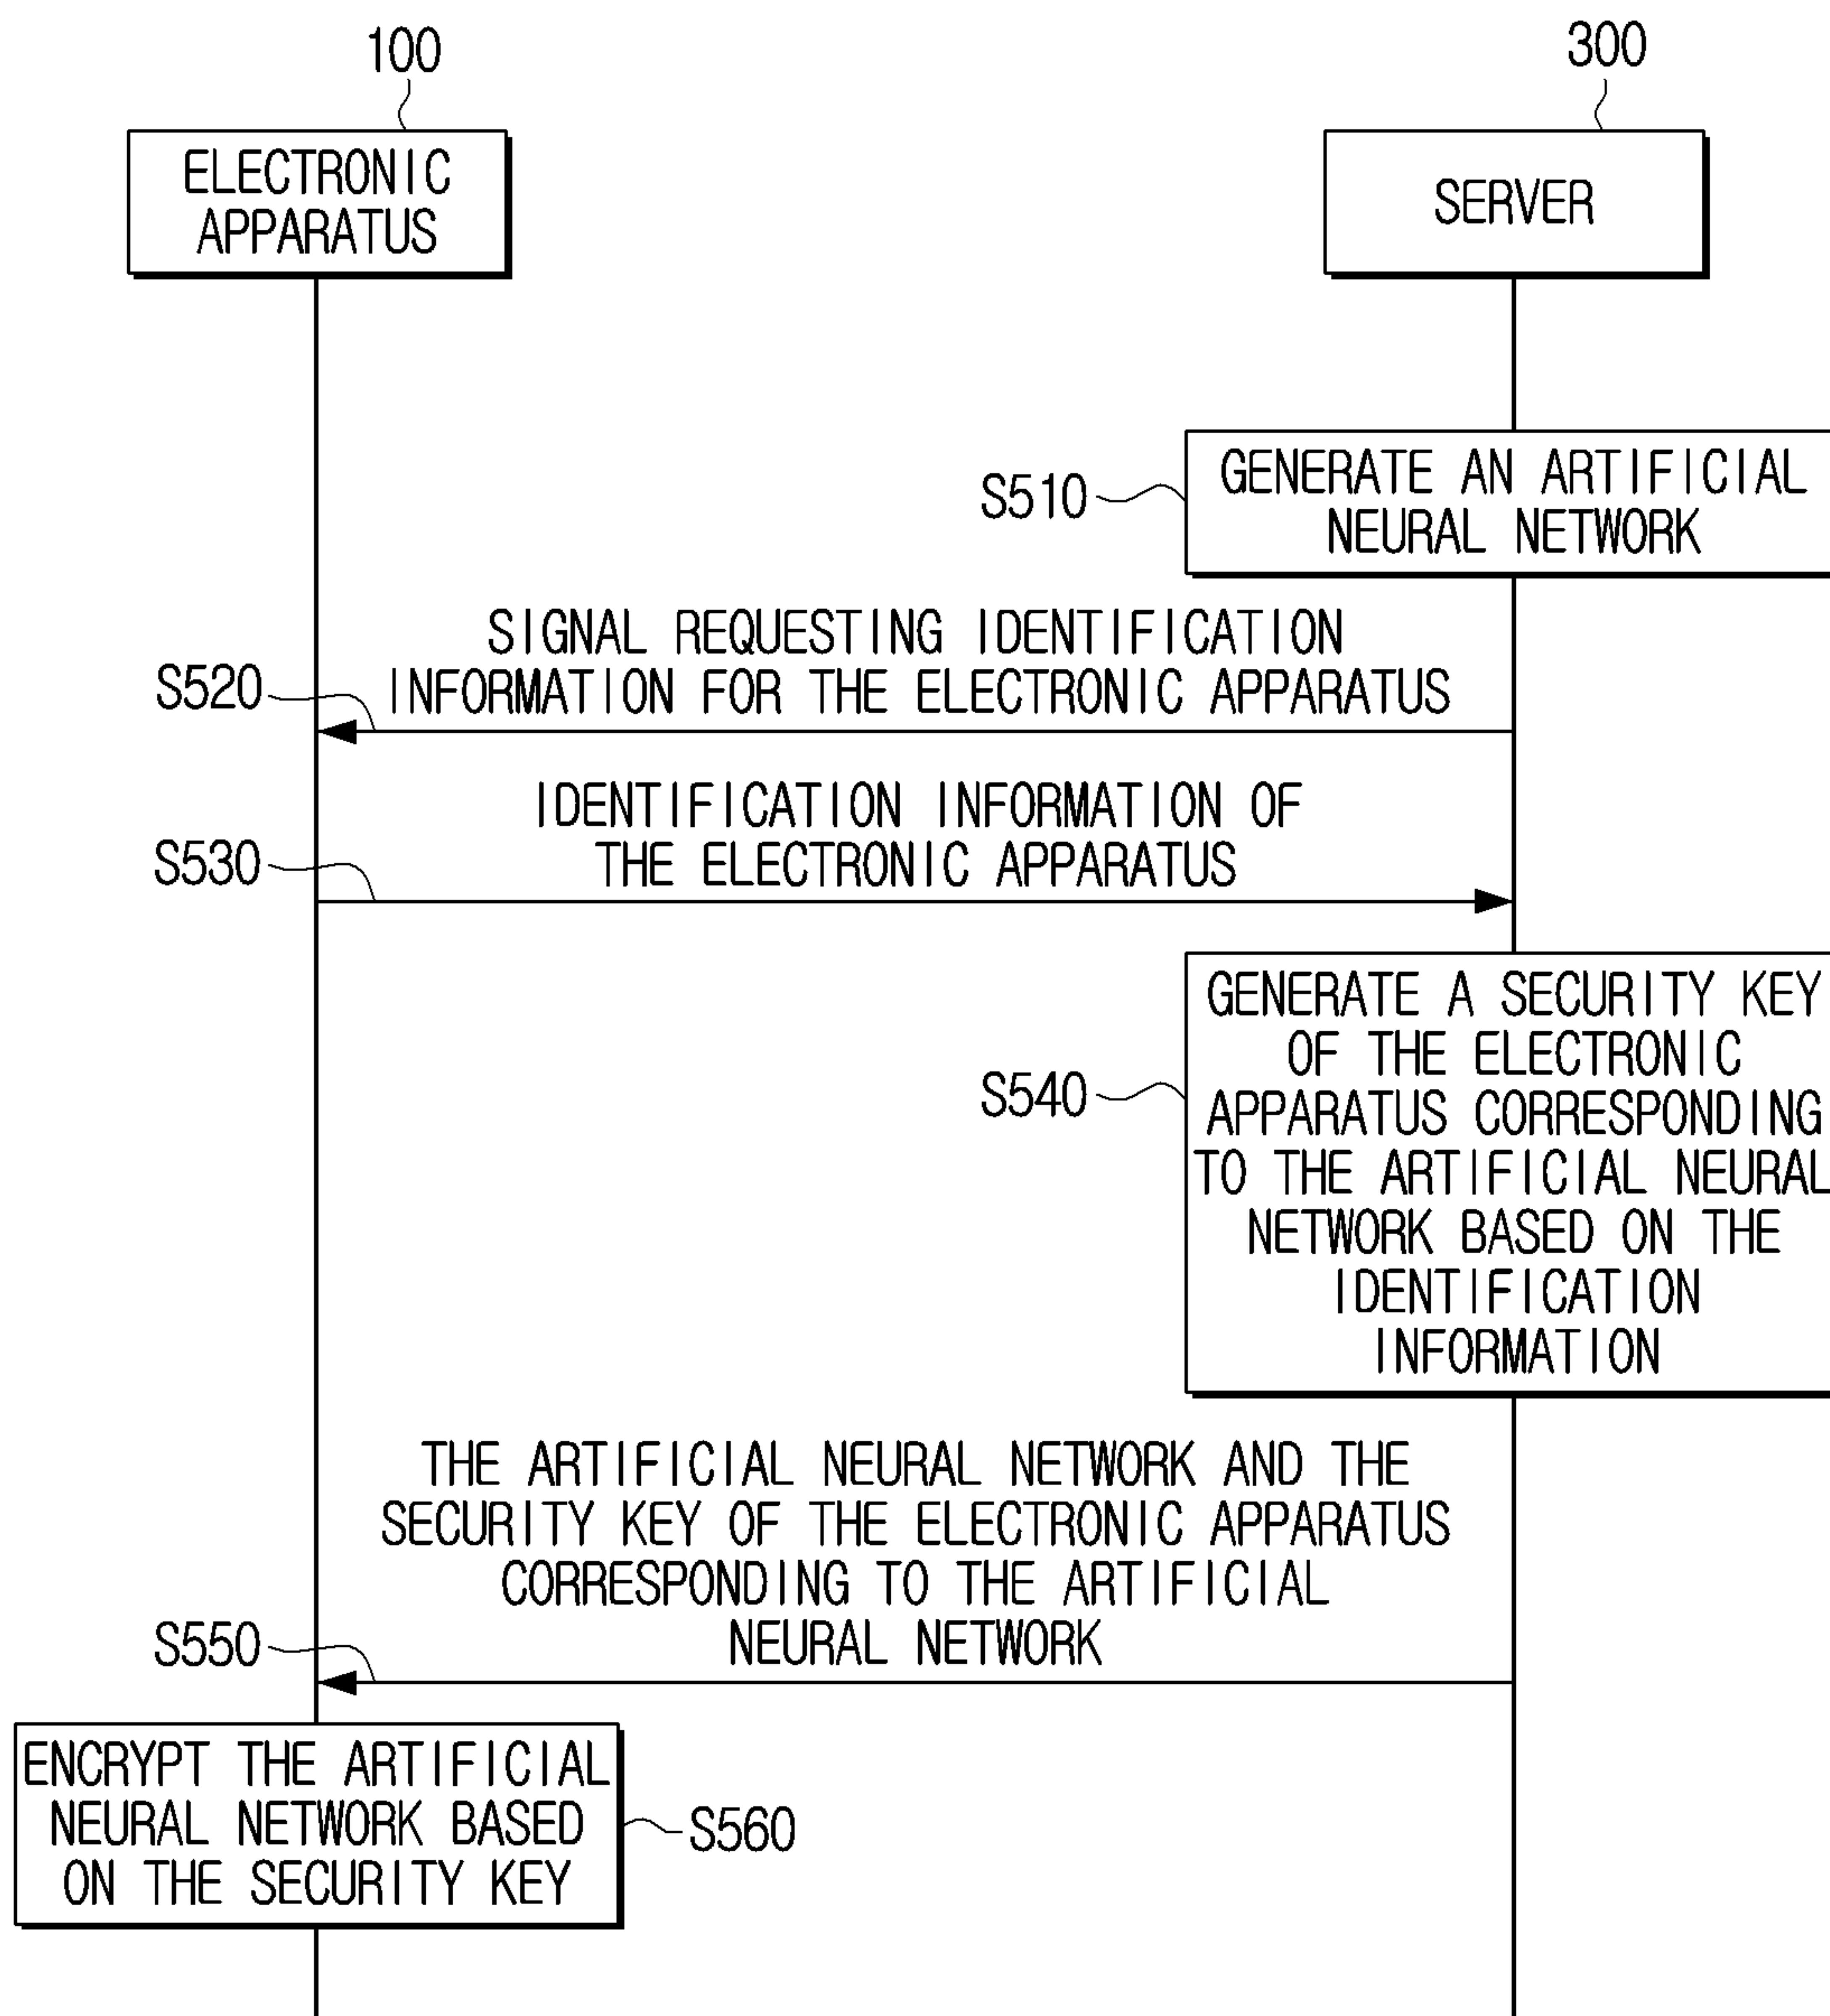 100
300
ELECTRONIC
APPARATUS
SERVER
S510
GENERATE AN ARTIFICIAL
NEURAL NETWORK
SIGNAL REQUESTING IDENTIFICATION
INFORMATION FOR THE ELECTRONIC APPARATUS
S520
IDENTIFICATION INFORMATION OF
THE ELECTRONIC APPARATUS
S530
GENERATE A SECURITY KEY
OF THE ELECTRONIC
APPARATUS CORRESPONDING
TO THE ARTIFICIAL NEURAL
NETWORK BASED ON THE
IDENTIFICATION
INFORMATION
S540
THE ARTIFICIAL NEURAL NETWORK AND THE
SECURITY KEY OF THE ELECTRONIC APPARATUS
CORRESPONDING TO THE ARTIFICIAL
NEURAL NETWORK
S550
ENCRYPT THE ARTIFICIAL
NEURAL NETWORK BASED
ON THE SECURITY KEY
S560